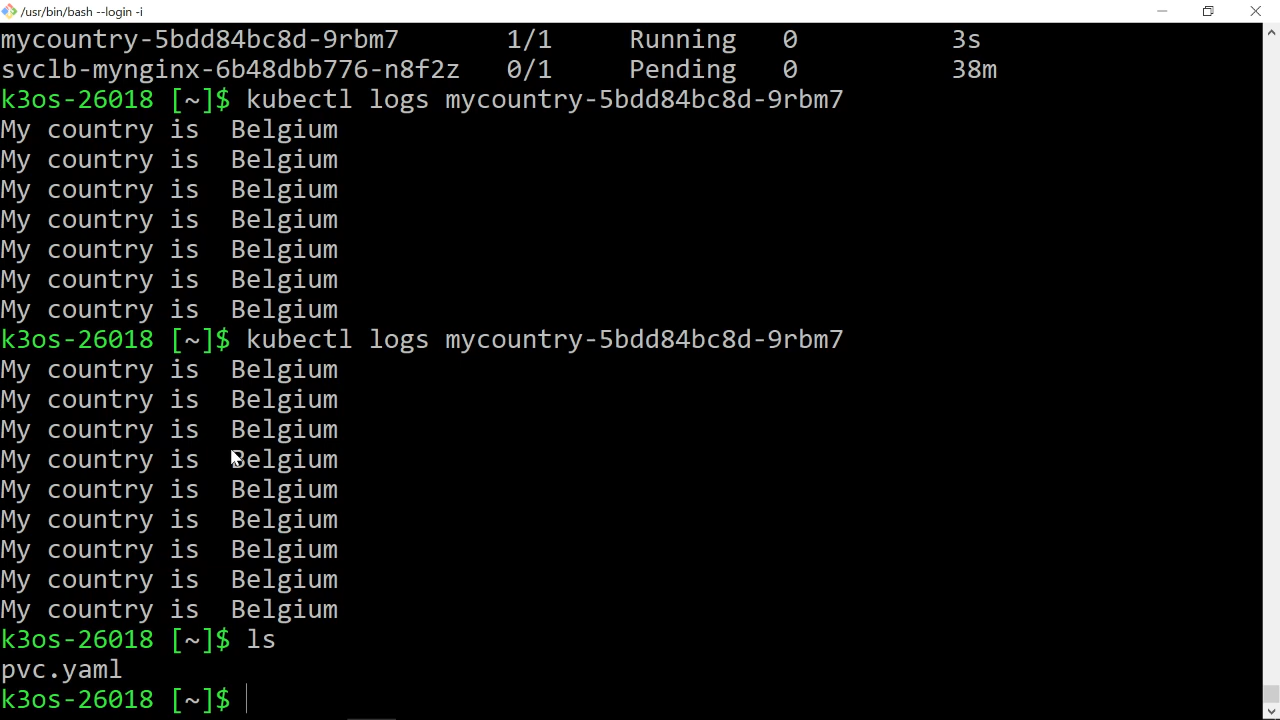 /usr/bin/bash --login -i
mycountry-5bdd84bc8d-9rbm7 1/1 Running 0 3s
svclb-mynginx-6b48dbb776-n8f2z 0/1 Pending 0 38m
k3os-26018 [~]$ kubectl logs mycountry-5bdd84bc8d-9rbm7
My country is  Belgium
My country is  Belgium
My country is  Belgium
My country is  Belgium
My country is  Belgium
My country is  Belgium
My country is  Belgium
k3os-26018 [~]$ kubectl logs mycountry-5bdd84bc8d-9rbm7
My country is  Belgium
My country is  Belgium
My country is  Belgium
My country is  Belgium
My country is  Belgium
My country is  Belgium
My country is  Belgium
My country is  Belgium
My country is  Belgium
k3os-26018 [~]$ ls
pvc.yaml
k3os-26018 [~]$